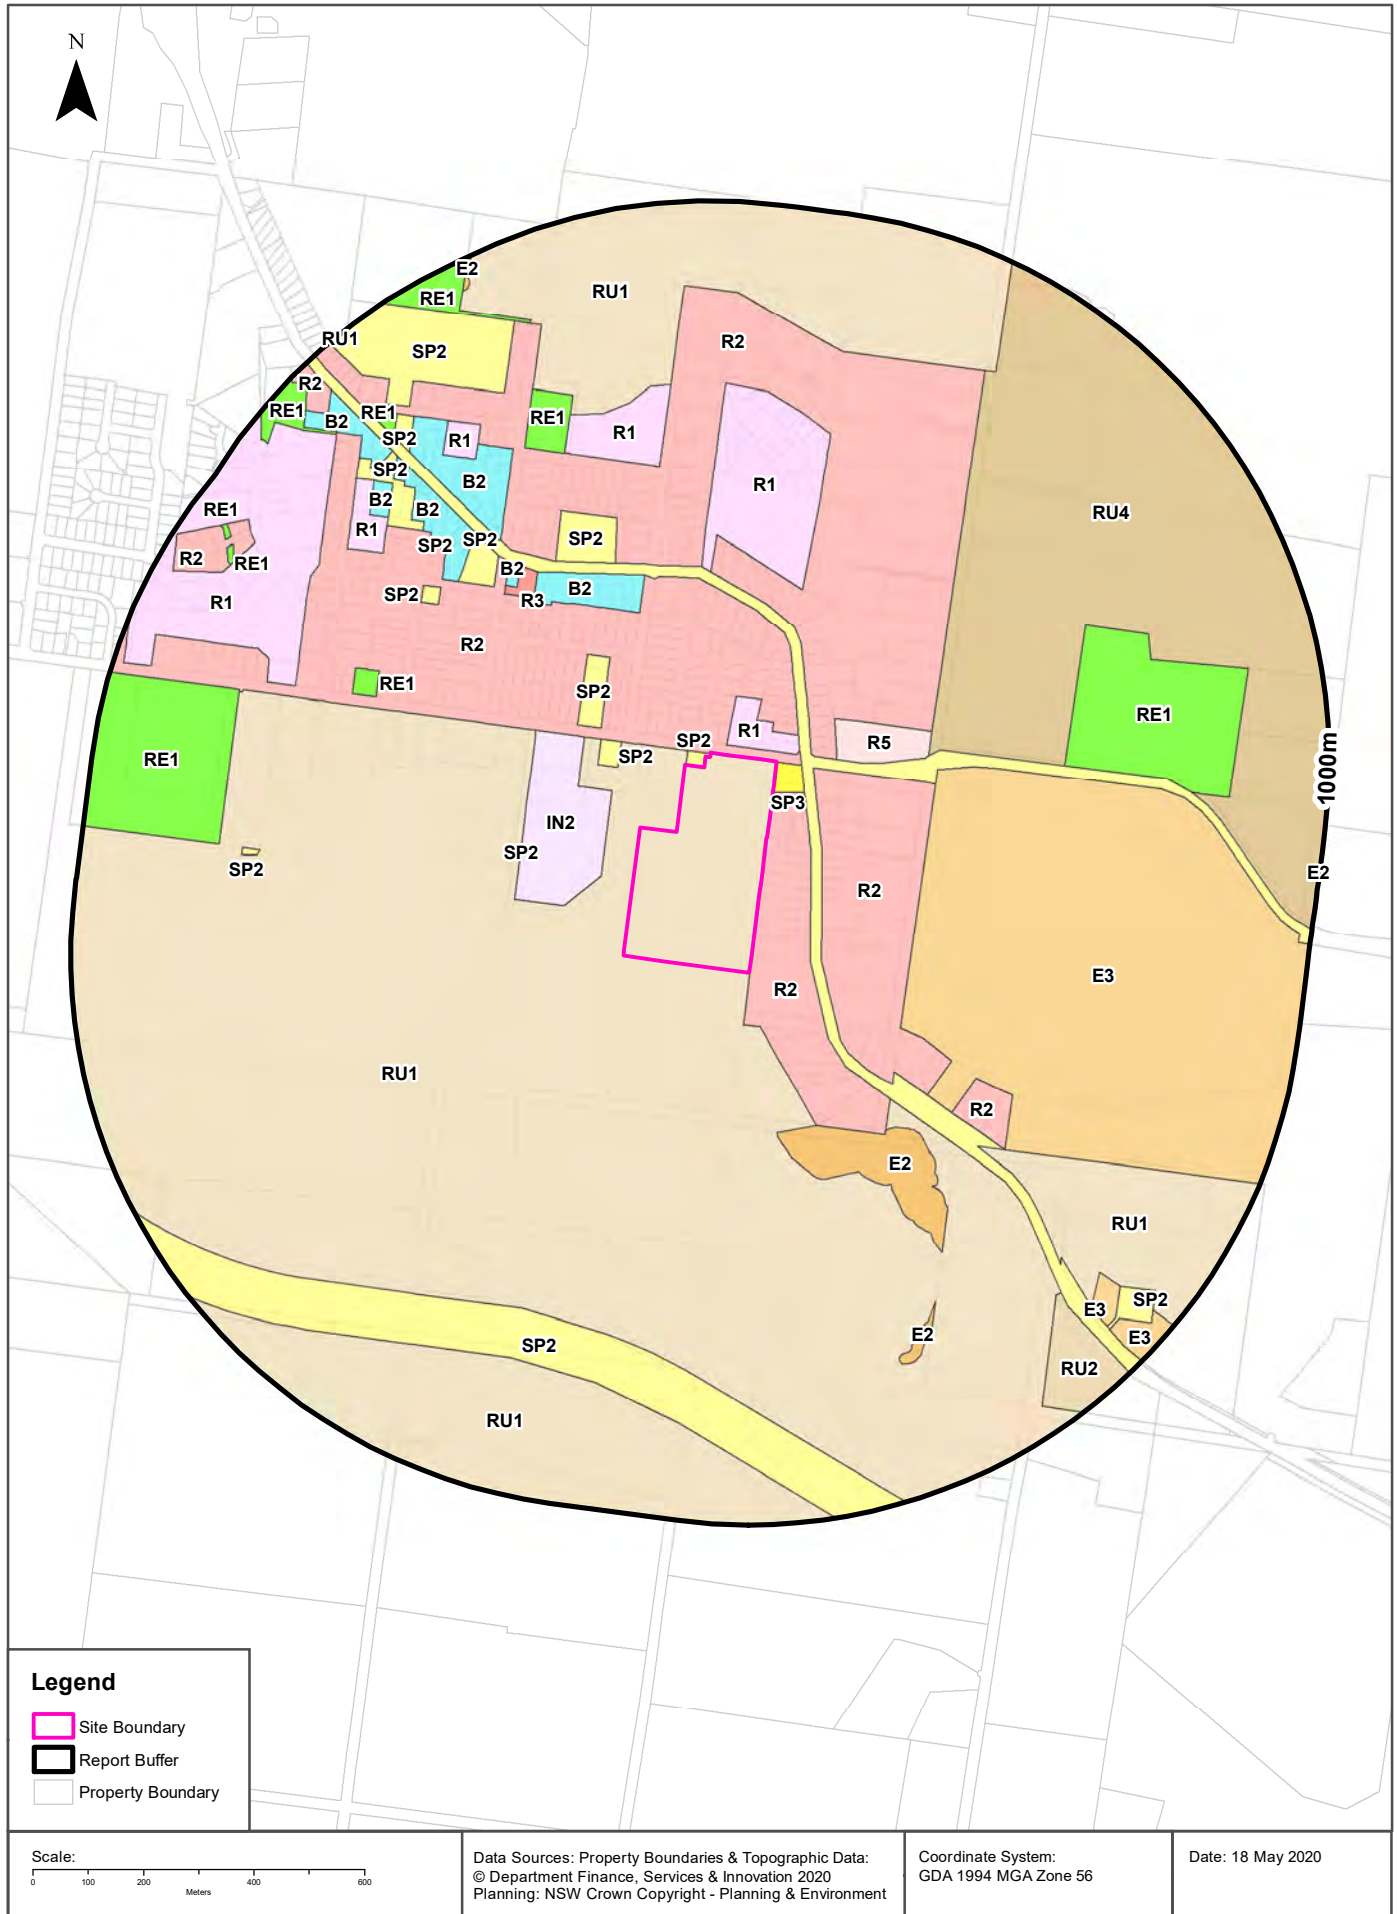 N
E2
RE1
RU1
RU1
SP2
R2
R2
RE1
B2
RE1
SP2
R1
RE1
R1
SP2
B2
B2
B2
R1
R1
RU4
RE1
R2
RE1
SP2
SP2
SP2
B2
B2
R3
SP2
R1
R2
RE1
SP2
RE1
R1
R5
SP2
SP2
RE1
1000m
SP3
IN2
SP2
SP2
E2
R2
E3
R2
RU1
R2
E2
RU1
SP2
E3
E3
E2
SP2
RU2
RU1
Legend
Site Boundary
Report Buffer
Property Boundary
Scale:
0 100 200 400 600
Meters
Data Sources: Property Boundaries & Topographic Data:
© Department Finance, Services & Innovation 2020
Planning: NSW Crown Copyright - Planning & Environment
Coordinate System:
GDA 1994 MGA Zone 56
Date: 18 May 2020